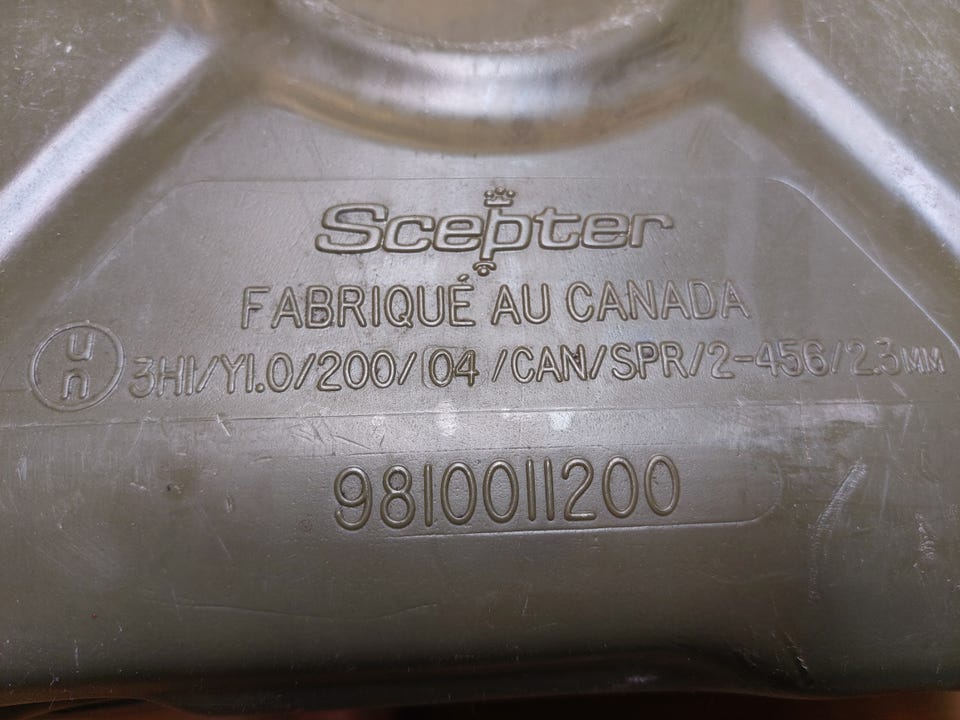 Scepter
FABRIQUÉ AU CANADA
un 3H1/Y1.0/200/04/CAN/SPR/2-456/2.3MM
9810011200